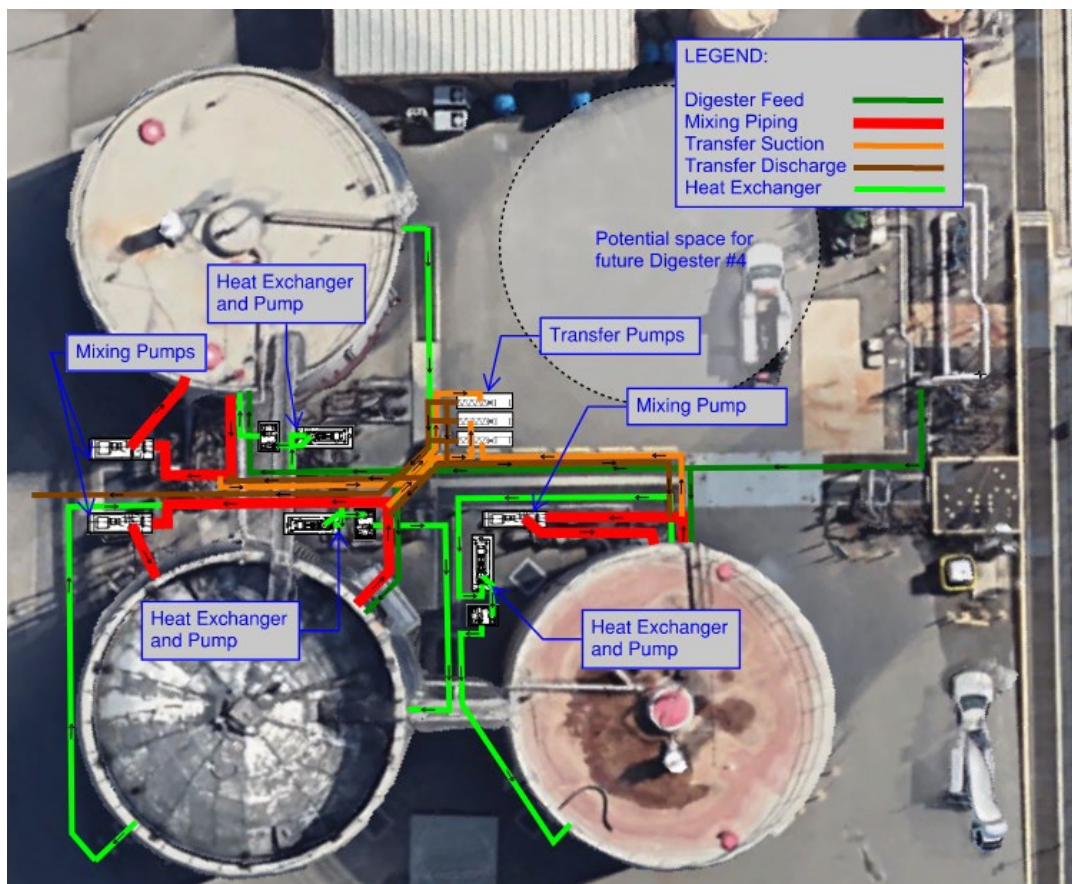 LEGEND:
Digester Feed
Mixing Piping
Transfer Suction
Transfer Discharge
Heat Exchanger
Potential space for
future Digester #4
Heat Exchanger
and Pump
Transfer Pumps
Mixing Pumps
Mixing Pump
Heat Exchanger
and Pump
Heat Exchanger
and Pump